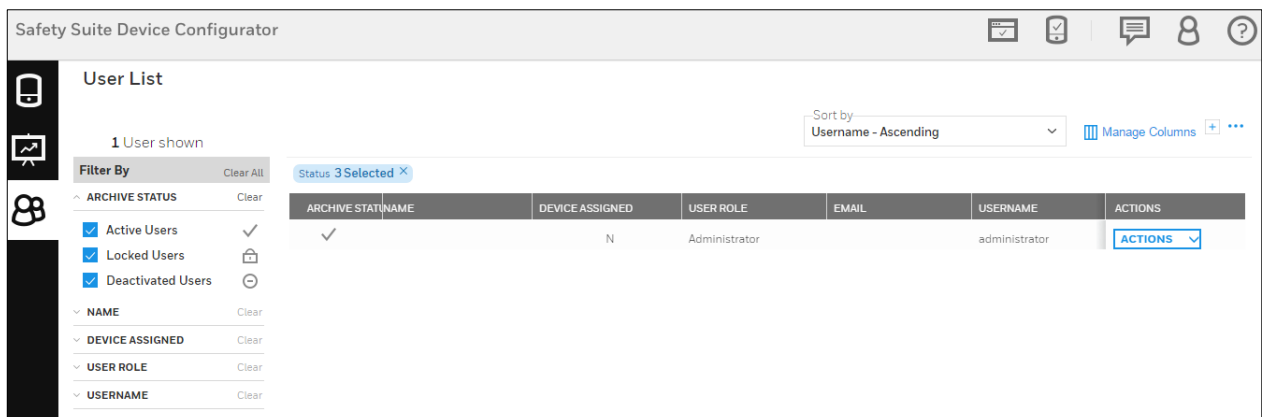 Safety Suite Device Configurator
User List
Sort by
Username - Ascending
Manage Columns
1 User shown
Filter By Clear All
Status 3 Selected ×
ARCHIVE STATUS Clear
ARCHIVE STATUNAME DEVICE ASSIGNED USER ROLE EMAIL USERNAME ACTIONS
Active Users
N Administrator administrator ACTIONS
Locked Users
Deactivated Users
NAME Clear
DEVICE ASSIGNED Clear
USER ROLE Clear
USERNAME Clear